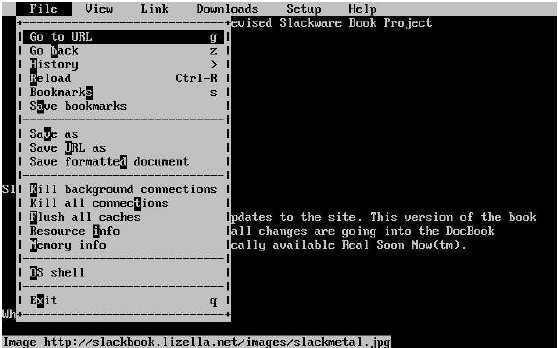 File View Link Downloads Setup Help
evised Slackware Book Project
Go to URL g
Go back z
History >
Reload Ctrl-R
Bookmarks s
Save bookmarks
Save as
Save URL as
Save formatted document
Sl Kill background connections
Kill all connections
Flush all caches pdates to the site. This version of the book
Resource info all changes are going into the DocBook
Memory info cally available Real Soon Now(tm).
OS shell
Exit q
Wh
Image http://slackbook.lizella.net/images/slackmetal.jpg